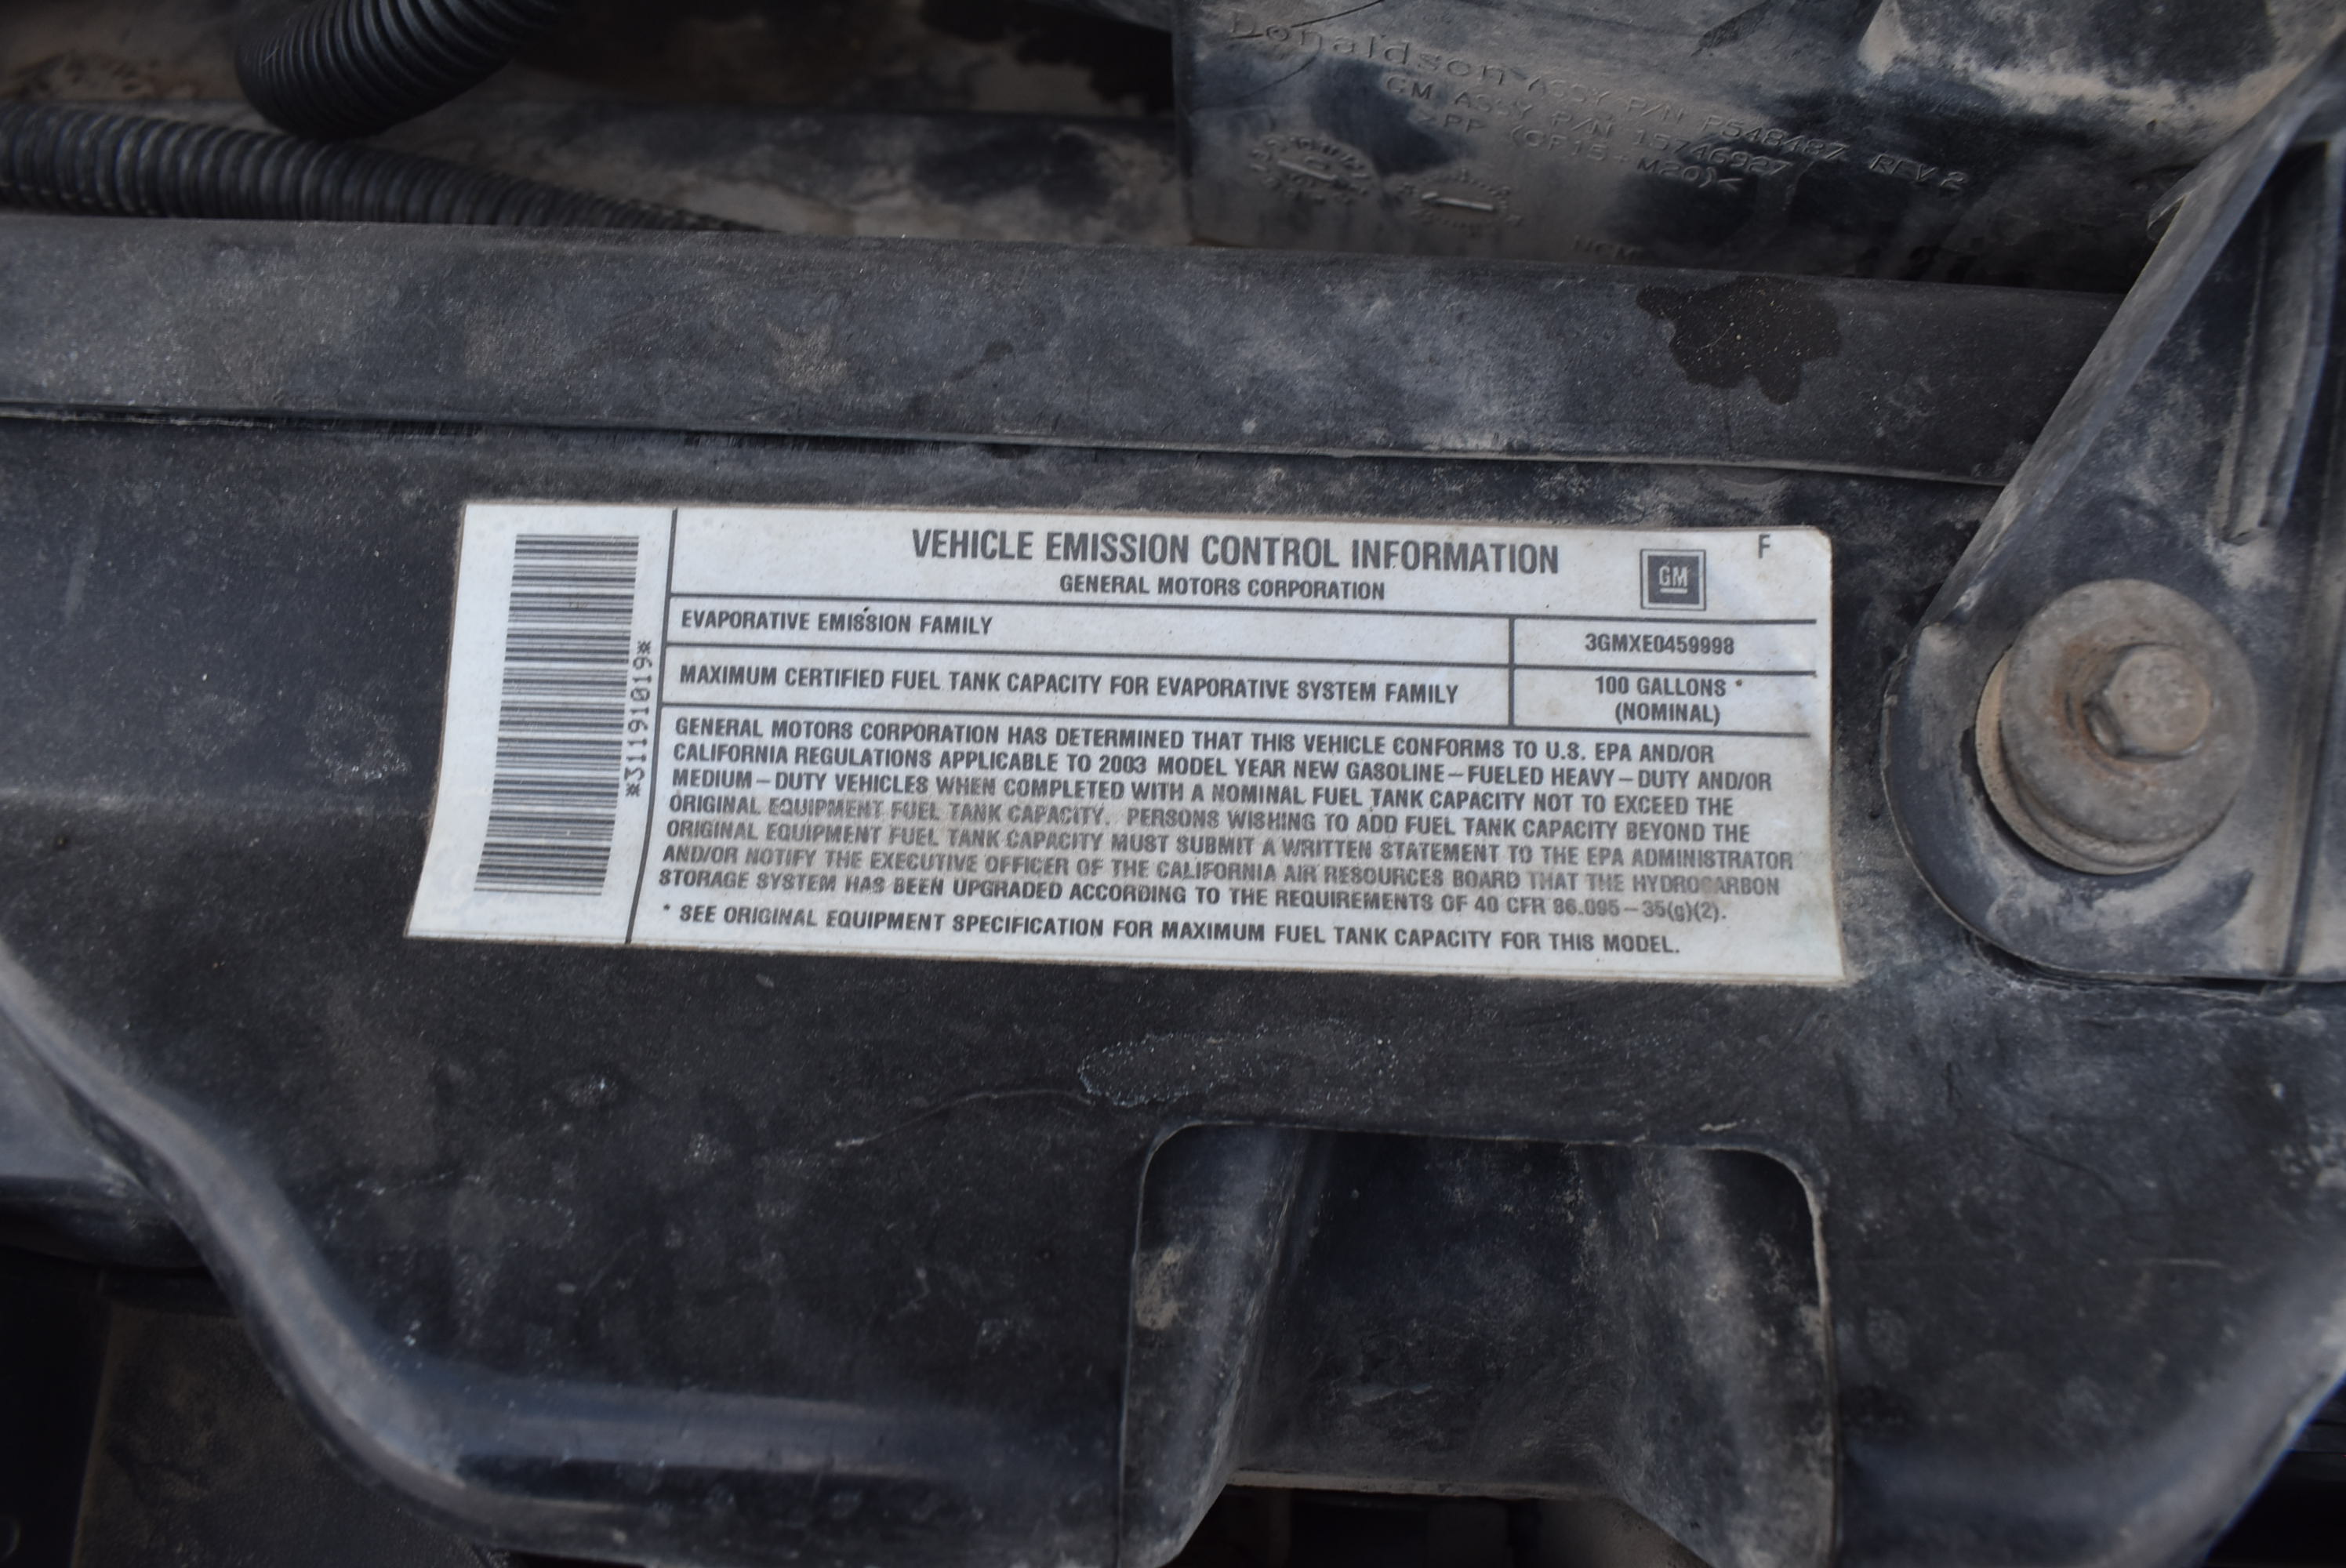 Donaldson ASSY P/N P548487 REV 2
GM ASSY P/N 15746927
>PP (GF15+M20)<
VEHICLE EMISSION CONTROL INFORMATION
GENERAL MOTORS CORPORATION
GM
F
EVAPORATIVE EMISSION FAMILY
3GMXE0459998
MAXIMUM CERTIFIED FUEL TANK CAPACITY FOR EVAPORATIVE SYSTEM FAMILY
100 GALLONS *
(NOMINAL)
GENERAL MOTORS CORPORATION HAS DETERMINED THAT THIS VEHICLE CONFORMS TO U.S. EPA AND/OR
CALIFORNIA REGULATIONS APPLICABLE TO 2003 MODEL YEAR NEW GASOLINE–FUELED HEAVY–DUTY AND/OR
MEDIUM–DUTY VEHICLES WHEN COMPLETED WITH A NOMINAL FUEL TANK CAPACITY NOT TO EXCEED THE
ORIGINAL EQUIPMENT FUEL TANK CAPACITY. PERSONS WISHING TO ADD FUEL TANK CAPACITY BEYOND THE
ORIGINAL EQUIPMENT FUEL TANK CAPACITY MUST SUBMIT A WRITTEN STATEMENT TO THE EPA ADMINISTRATOR
AND/OR NOTIFY THE EXECUTIVE OFFICER OF THE CALIFORNIA AIR RESOURCES BOARD THAT THE HYDROCARBON
STORAGE SYSTEM HAS BEEN UPGRADED ACCORDING TO THE REQUIREMENTS OF 40 CFR 86.095–35(g)(2).
* SEE ORIGINAL EQUIPMENT SPECIFICATION FOR MAXIMUM FUEL TANK CAPACITY FOR THIS MODEL.
*31191019*